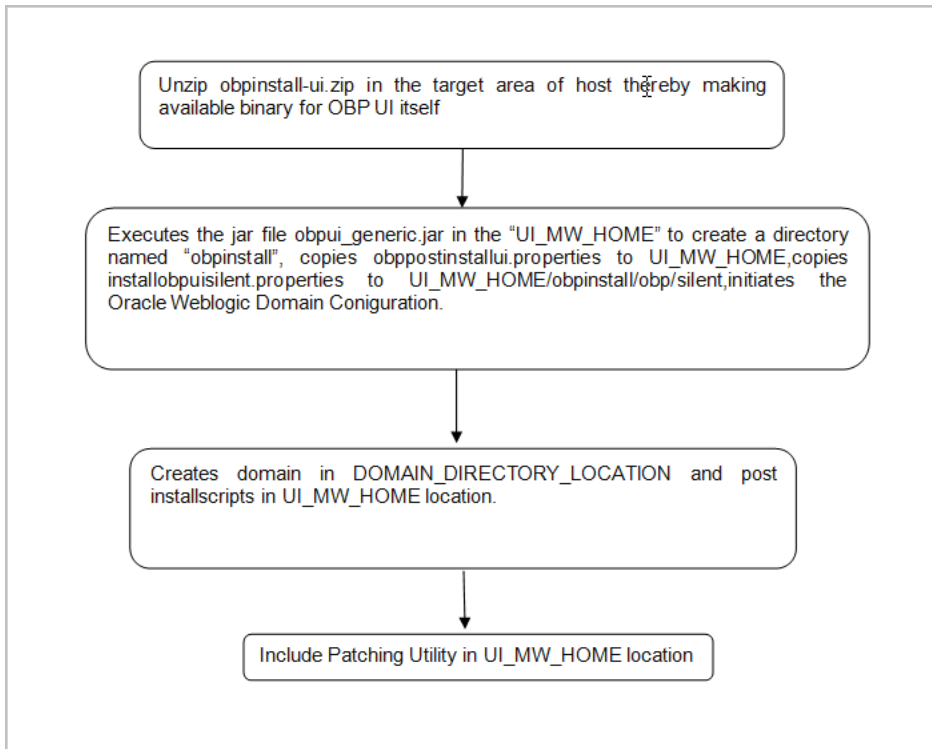 Unzip obpinstall-ui.zip in the target area of host thereby making
available binary for OBP UI itself
Executes the jar file obpui_generic.jar in the “UI_MW_HOME” to create a directory
named “obpinstall”, copies obppostinstallui.properties to UI_MW_HOME,copies
installobpuisilent.properties to UI_MW_HOME/obpinstall/obp/silent,initiates the
Oracle Weblogic Domain Coniguration.
Creates domain in DOMAIN_DIRECTORY_LOCATION and post
installscripts in UI_MW_HOME location.
Include Patching Utility in UI_MW_HOME location